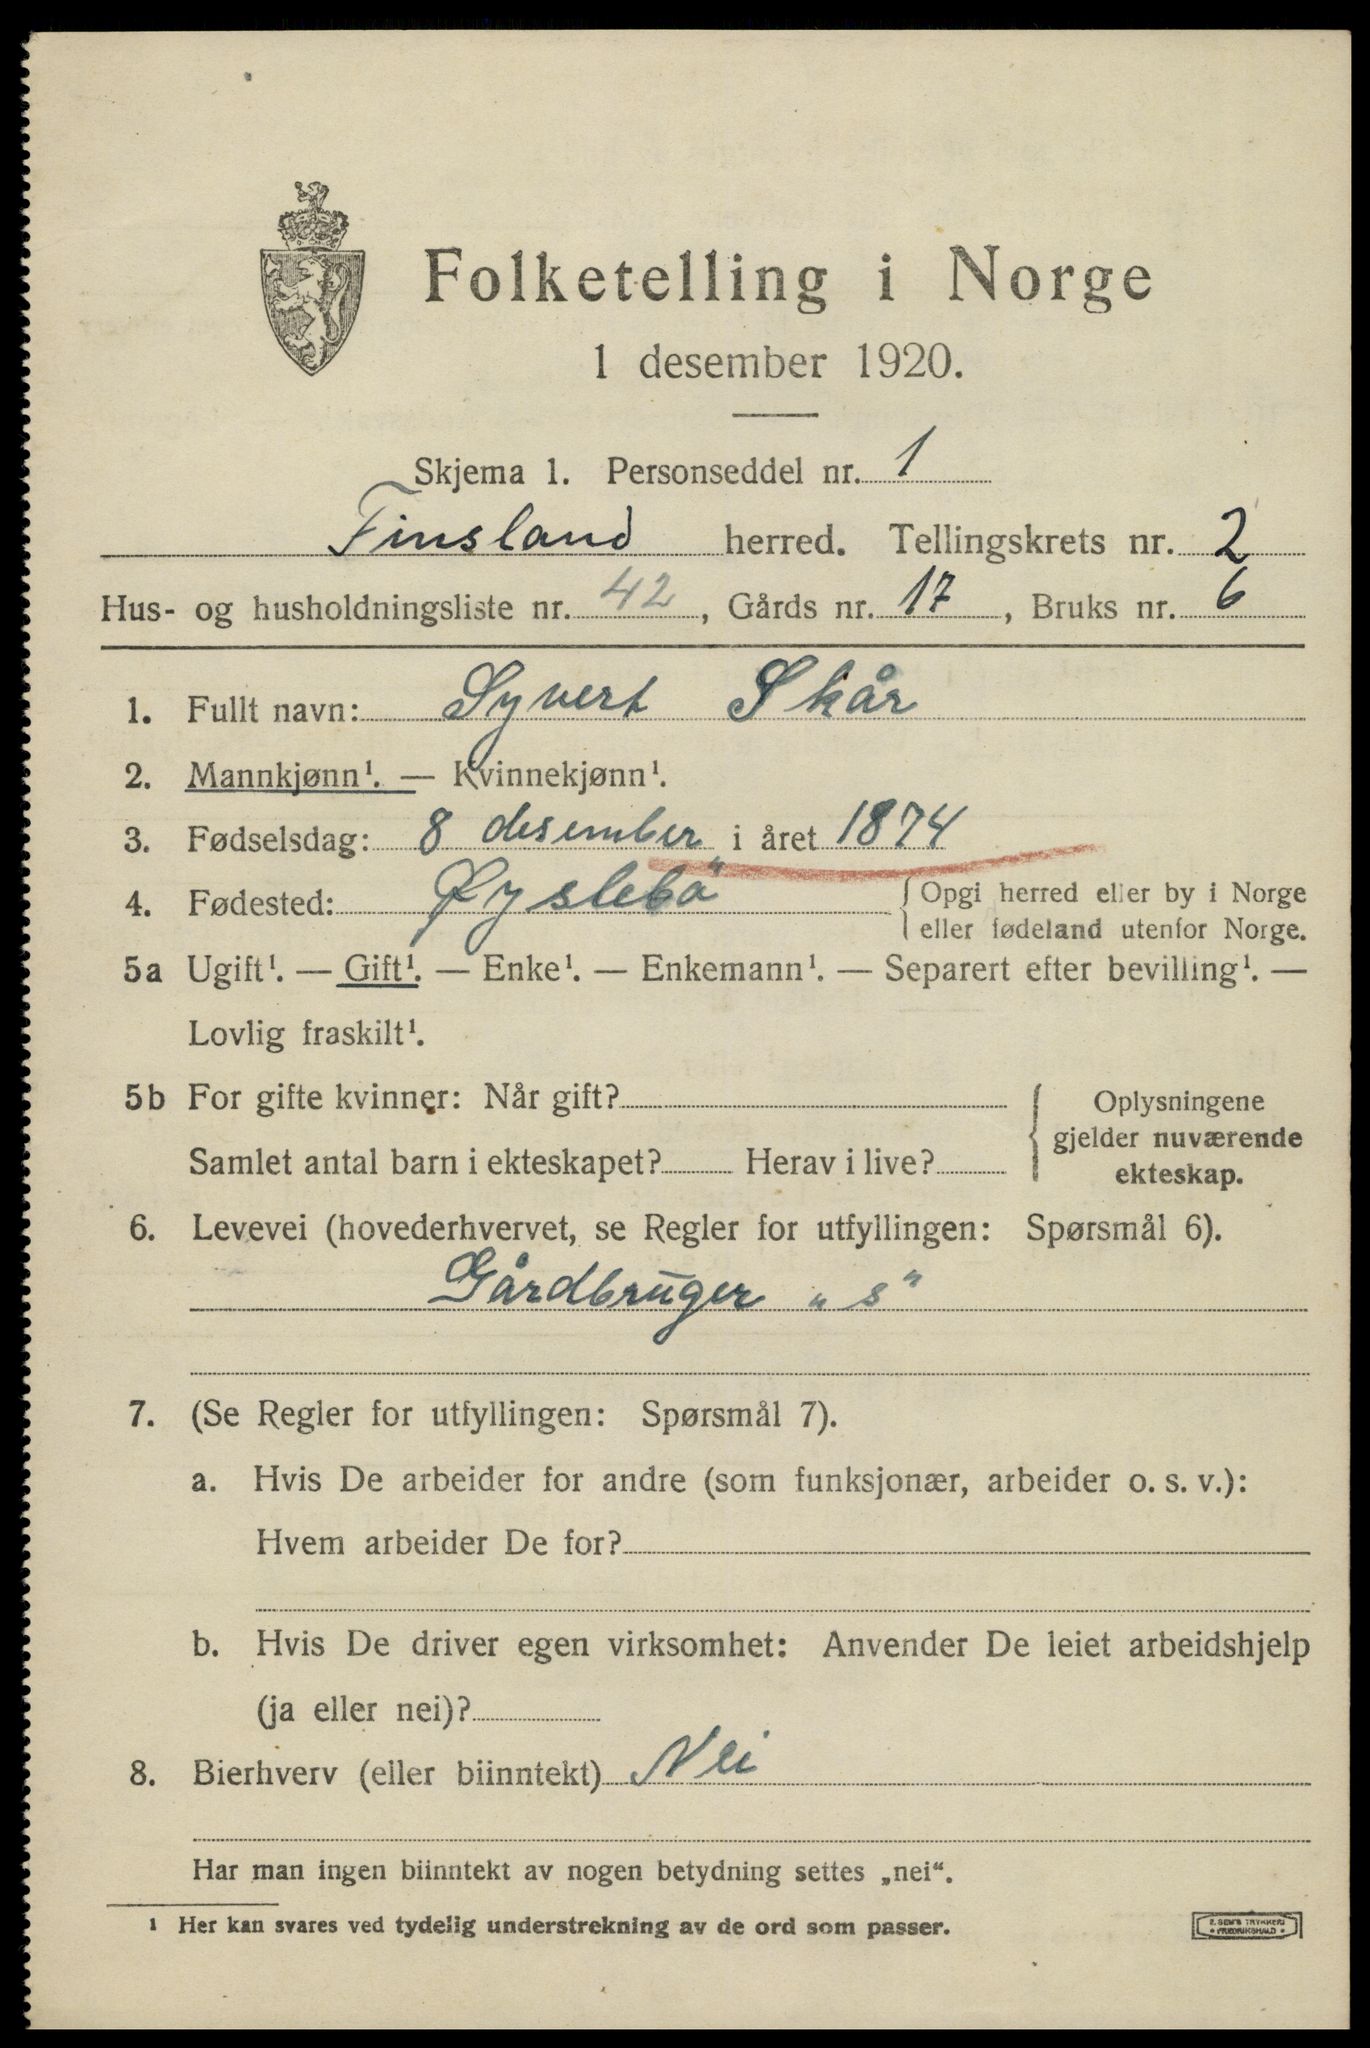 Folketelling i Norge
1 desember 1920.
Skjema 1. Personseddel nr. 1
Finsland herred. Tellingskrets nr. 2
Hus- og husholdningsliste nr. 42, Gårds nr. 17, Bruks nr. 6
1. Fullt navn: Syvert Skår
2. Mannkjønn¹. — Kvinnekjønn¹.
3. Fødselsdag: 8 desember i året 1874
4. Fødested: Øyslebö {Opgi herred eller by i Norge
eller fødeland utenfor Norge.
5a Ugift¹. — Gift¹. — Enke¹. — Enkemann¹. — Separert efter bevilling¹. —
Lovlig fraskilt¹.
5b For gifte kvinner: Når gift?
Samlet antal barn i ekteskapet? Herav i live?
Oplysningene
gjelder nuværende
ekteskap.
6. Levevei (hovederhvervet, se Regler for utfyllingen: Spørsmål 6).
Gårdbruger „s“
7. (Se Regler for utfyllingen: Spørsmål 7).
a. Hvis De arbeider for andre (som funksjonær, arbeider o. s. v.):
Hvem arbeider De for?
b. Hvis De driver egen virksomhet: Anvender De leiet arbeidshjelp
(ja eller nei)?
8. Bierhverv (eller biinntekt) Nei
Har man ingen biinntekt av nogen betydning settes „nei“.
¹ Her kan svares ved tydelig understrekning av de ord som passer.
E. SEM'S TRYKKERI
• FREDRIKSHALD •